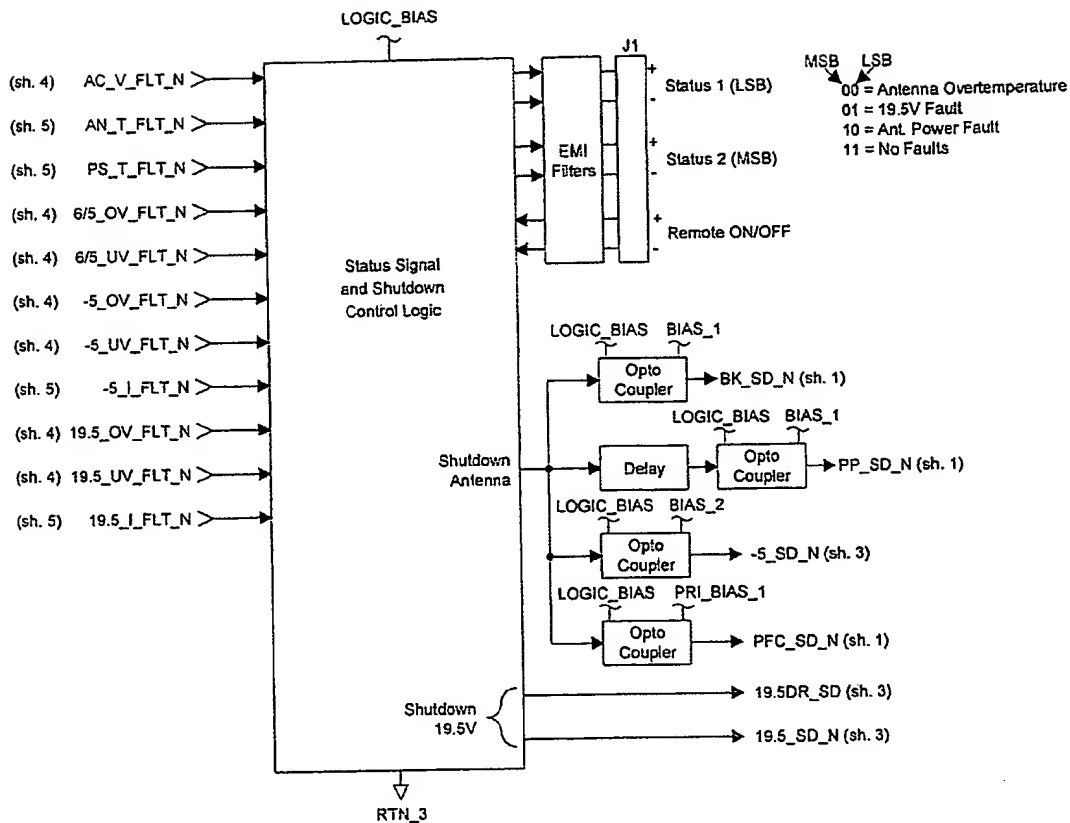 LOGIC_BIAS
(sh. 4) AC_V_FLT_N
(sh. 5) AN_T_FLT_N
(sh. 5) PS_T_FLT_N
(sh. 4) 6/5_OV_FLT_N
(sh. 4) 6/5_UV_FLT_N
(sh. 4) -5_OV_FLT_N
(sh. 4) -5_UV_FLT_N
(sh. 5) -5_I_FLT_N
(sh. 4) 19.5_OV_FLT_N
(sh. 4) 19.5_UV_FLT_N
(sh. 5) 19.5_I_FLT_N
Status Signal
and Shutdown
Control Logic
Shutdown
Antenna
Shutdown
19.5V
RTN_3
EMI
Filters
J1
+
Status 1 (LSB)
-
+
Status 2 (MSB)
-
+
Remote ON/OFF
-
MSB LSB
00 = Antenna Overtemperature
01 = 19.5V Fault
10 = Ant. Power Fault
11 = No Faults
LOGIC_BIAS BIAS_1
Opto
Coupler
BK_SD_N (sh. 1)
LOGIC_BIAS BIAS_1
Delay
Opto
Coupler
PP_SD_N (sh. 1)
LOGIC_BIAS BIAS_2
Opto
Coupler
-5_SD_N (sh. 3)
LOGIC_BIAS PRI_BIAS_1
Opto
Coupler
PFC_SD_N (sh. 1)
19.5DR_SD (sh. 3)
19.5_SD_N (sh. 3)